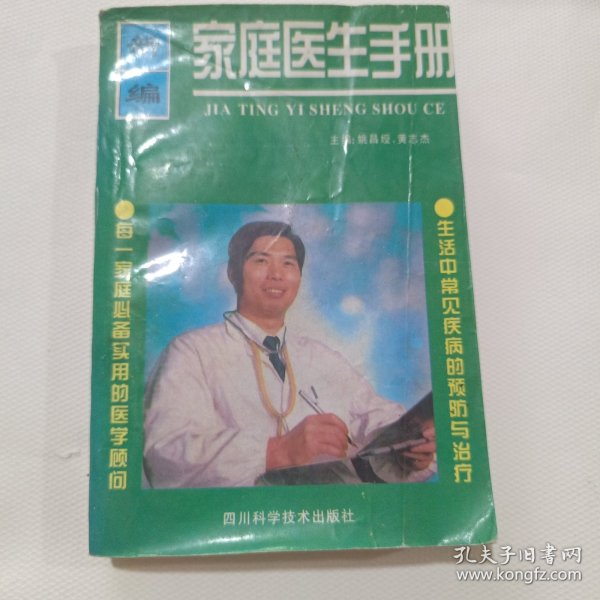 新编
家庭医生手册
JIA TING YI SHENG SHOU CE
主编:姚昌绶、黄志杰
每一家庭必备实用的医学顾问
生活中常见疾病的预防与治疗
四川科学技术出版社
孔夫子旧书网
www.kongfz.com